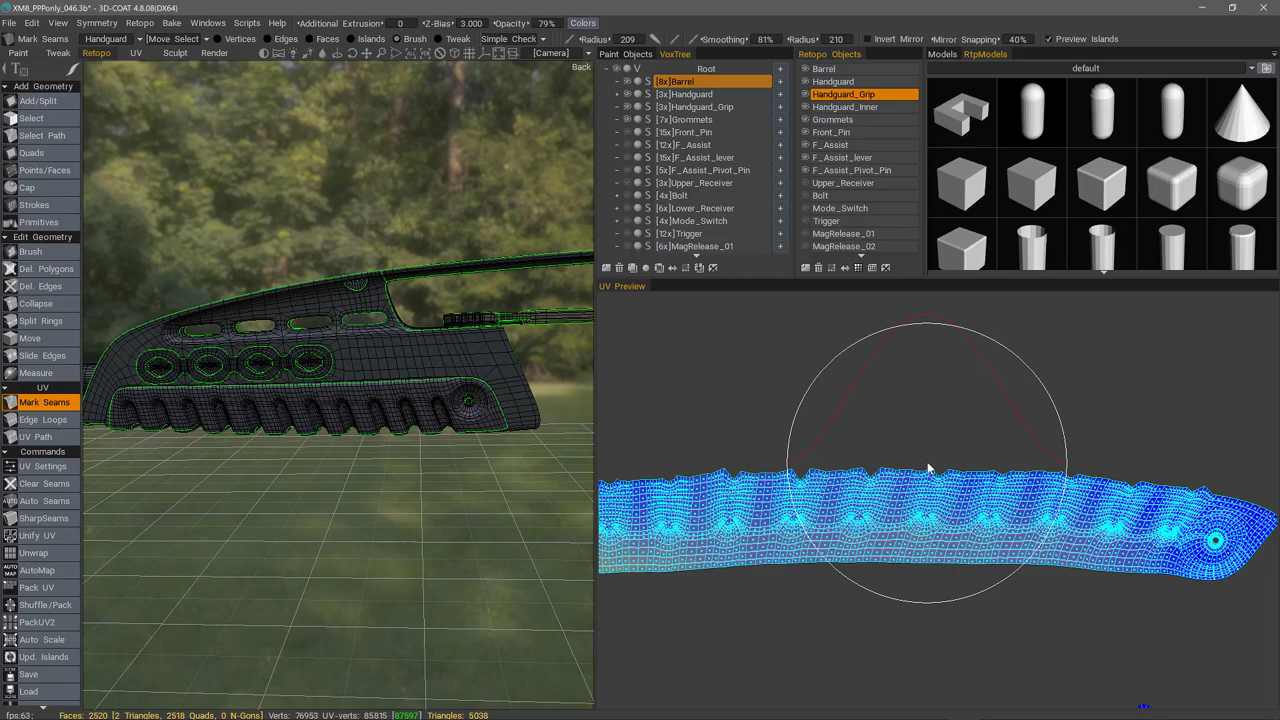 XM8_PPPonly_046.3b* - 3D-COAT 4.8.08(DX64)
File Edit View Symmetry Retopo Bake Windows Scripts Help •Additional Extrusion: 0 •Z-Bias: 3.000 •Opacity: 79% Colors
Mark Seams Handguard [Move Select] Vertices Edges Faces Islands Brush Tweak Simple Check •Radius: 209 •Smoothing: 81% •Radius: 210 Invert Mirror •Mirror Snapping: 40% Preview Islands
Paint Tweak Retopo UV Sculpt Render [Camera]
Back
Add Geometry
Add/Split
Select
Select Path
Quads
Points/Faces
Cap
Strokes
Primitives
Edit Geometry
Brush
Del. Polygons
Del. Edges
Collapse
Split Rings
Move
Slide Edges
Measure
UV
Mark Seams
Edge Loops
UV Path
Commands
UV Settings
Clear Seams
AUTO Auto Seams
SharpSeams
Unify UV
Unwrap
AUTO MAP AutoMap
Pack UV
Shuffle/Pack
PackUV2
AUTO Auto Scale
Upd. Islands
Save
Load
Paint Objects VoxTree
V Root
S [8x]Barrel
S [3x]Handguard
S [3x]Handguard_Grip
S [7x]Grommets
S [15x]Front_Pin
S [12x]F_Assist
S [15x]F_Assist_lever
S [5x]F_Assist_Pivot_Pin
S [3x]Upper_Receiver
S [4x]Bolt
S [6x]Lower_Receiver
S [4x]Mode_Switch
S [12x]Trigger
S [6x]MagRelease_01
Retopo Objects
Barrel
Handguard
Handguard_Grip
Handguard_Inner
Grommets
Front_Pin
F_Assist
F_Assist_lever
F_Assist_Pivot_Pin
Upper_Receiver
Bolt
Mode_Switch
Trigger
MagRelease_01
MagRelease_02
Models RtpModels
default
UV Preview
fps:63; Faces: 2520 [2 Triangles, 2518 Quads, 0 N-Gons] Verts: 76953 UV-verts: 85815 [87597] Triangles: 5038